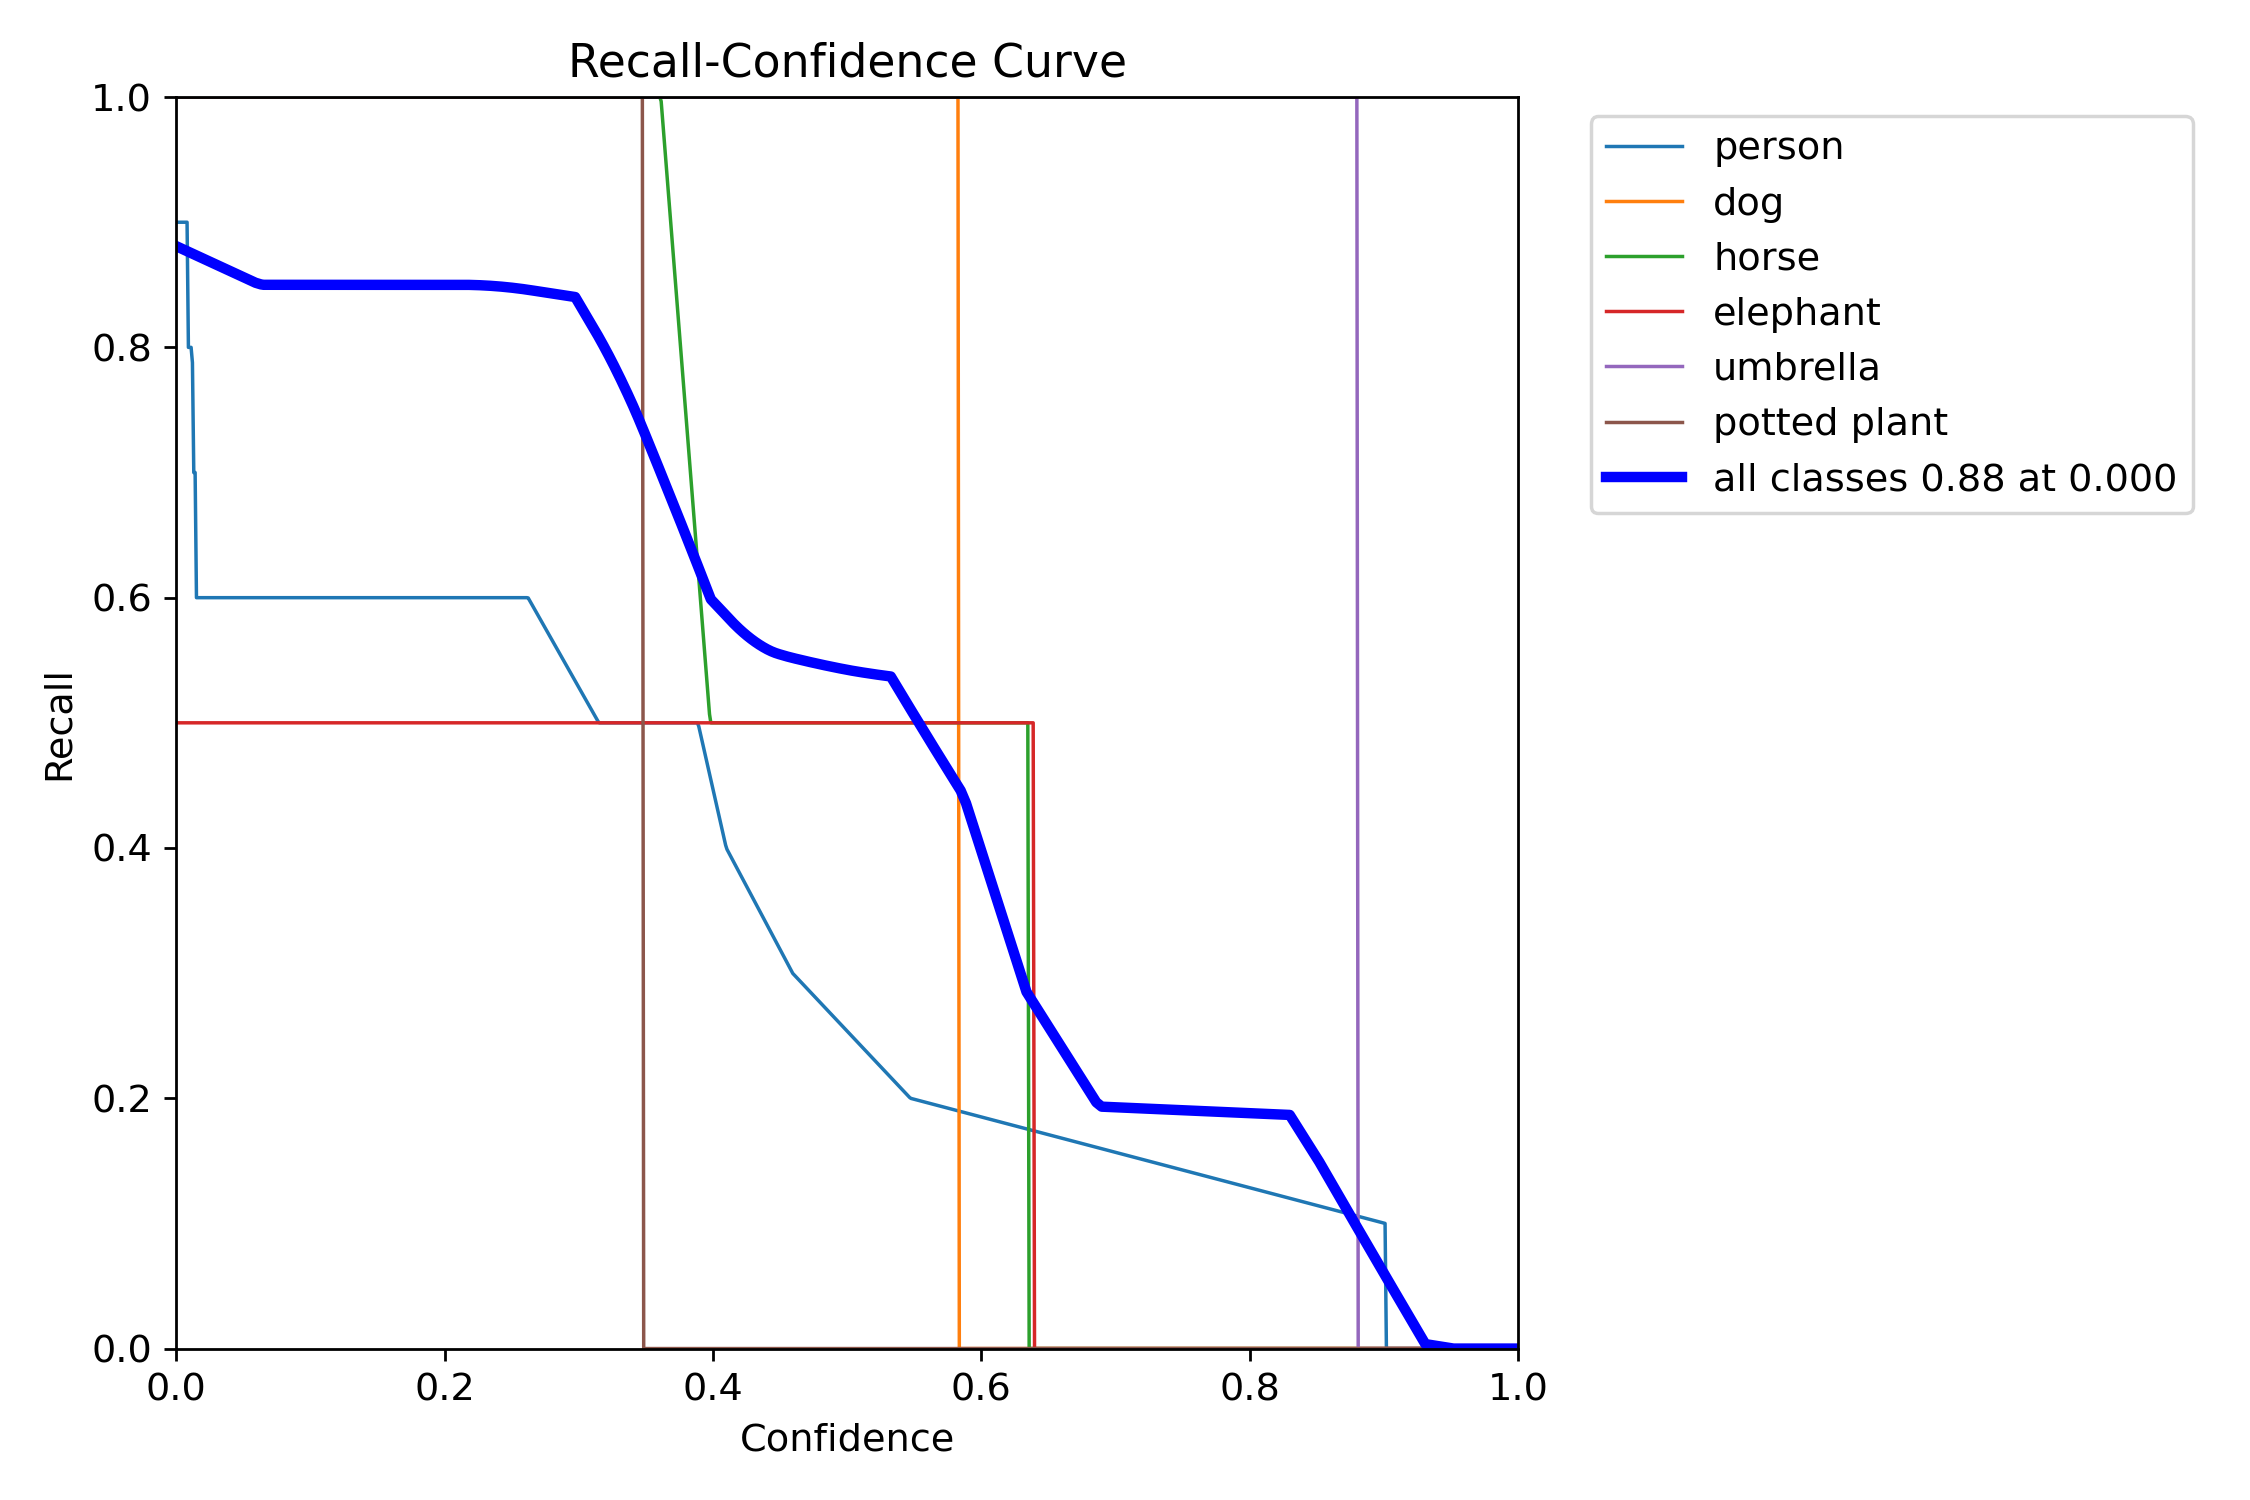 Recall-Confidence Curve
1.0
0.8
0.6
0.4
0.2
0.0
Recall
0.0 0.2 0.4 0.6 0.8 1.0
Confidence
person
dog
horse
elephant
umbrella
potted plant
all classes 0.88 at 0.000